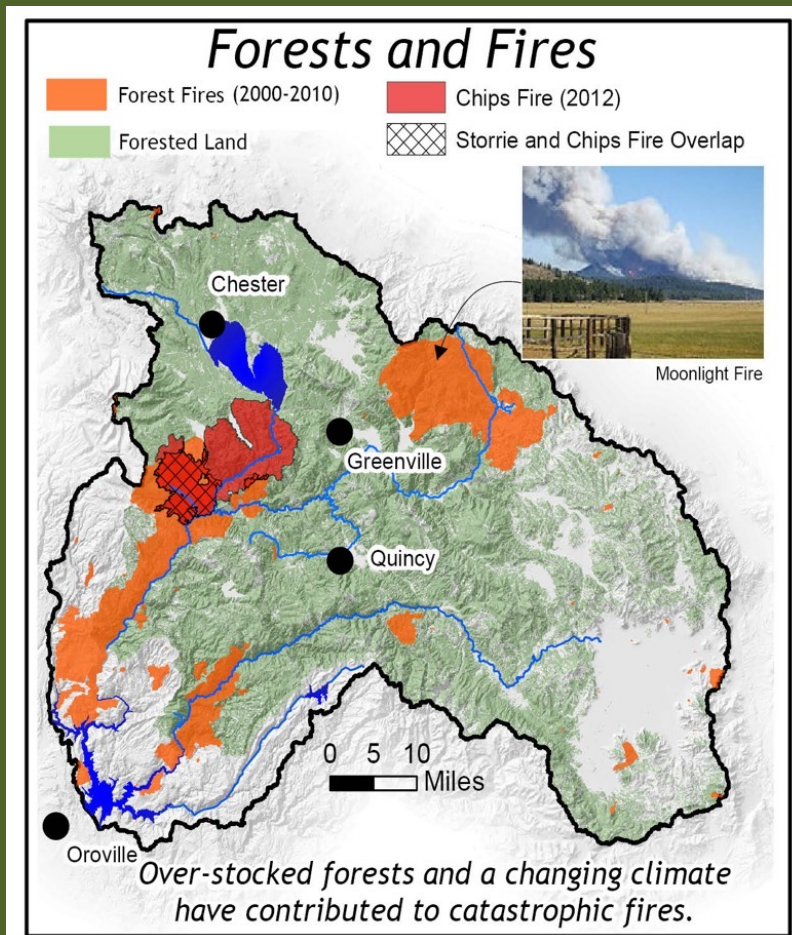 Forests and Fires
Forest Fires (2000-2010)
Chips Fire (2012)
Forested Land
Storrie and Chips Fire Overlap
Chester
Moonlight Fire
Greenville
Quincy
0 5 10
Miles
Oroville
Over-stocked forests and a changing climate
have contributed to catastrophic fires.